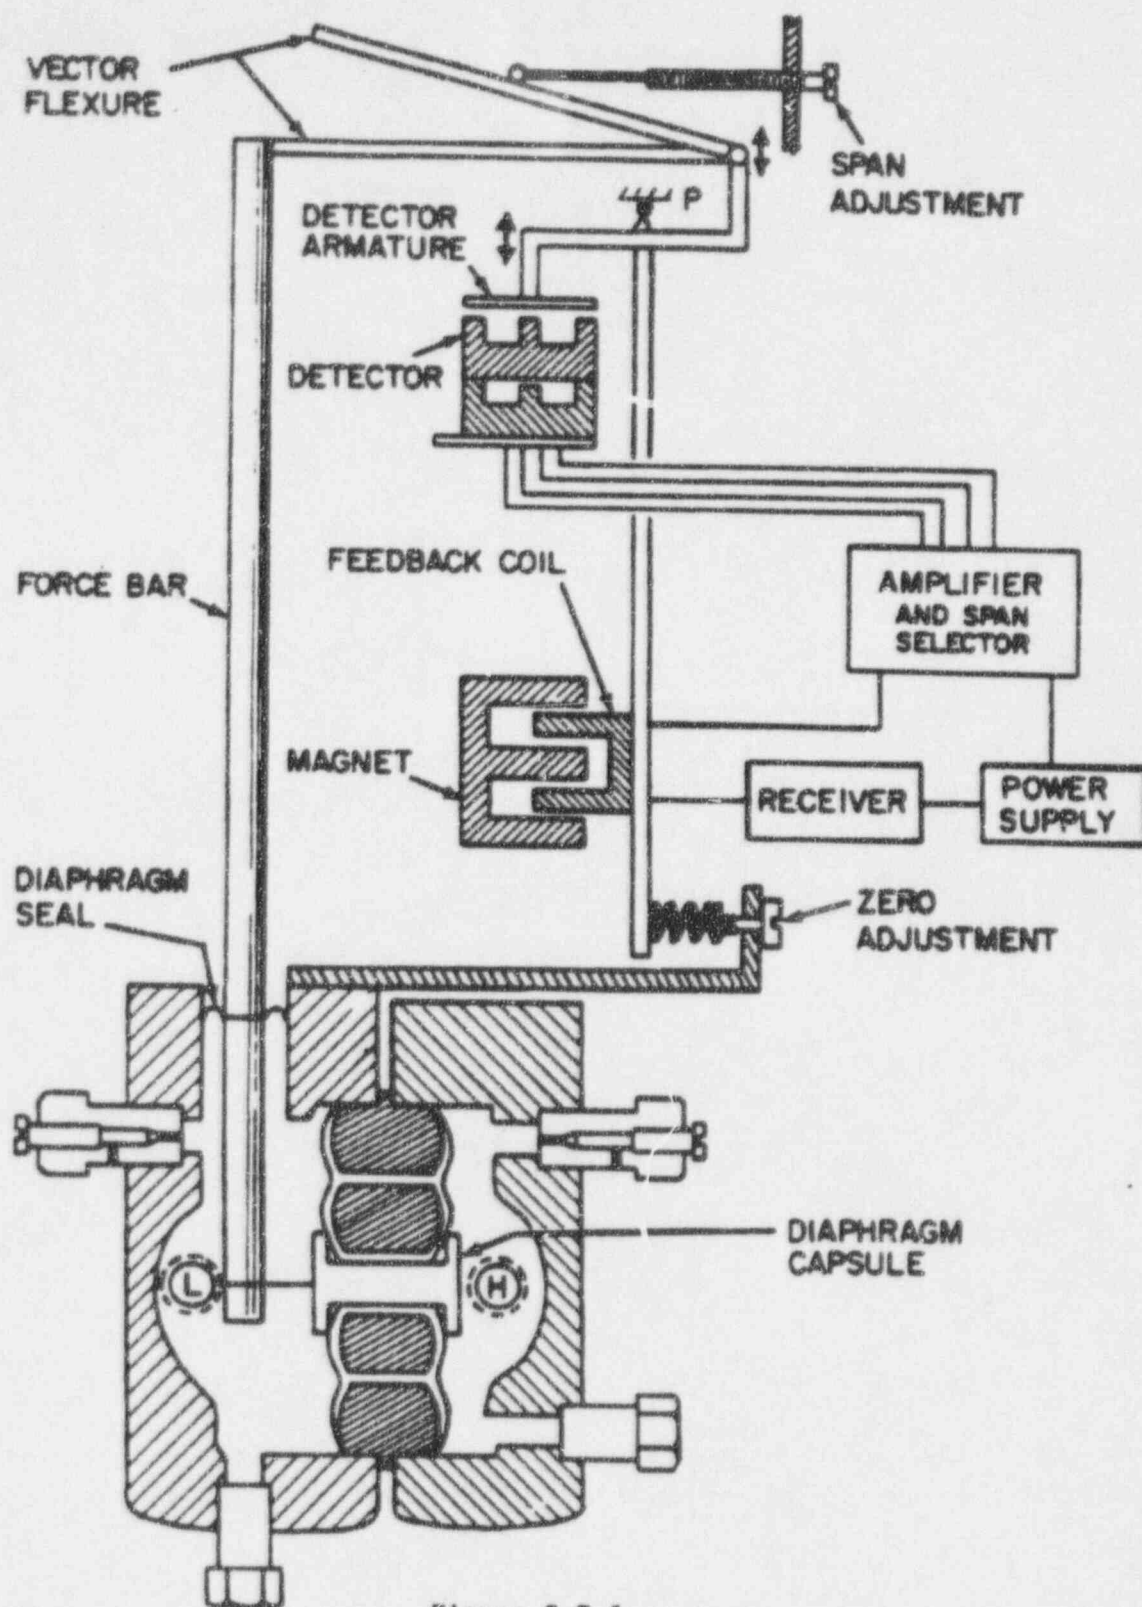 VECTOR
FLEXURE
SPAN
ADJUSTMENT
P
DETECTOR
ARMATURE
DETECTOR
FEEDBACK COIL
FORCE BAR
AMPLIFIER
AND SPAN
SELECTOR
MAGNET
RECEIVER
POWER
SUPPLY
DIAPHRAGM
SEAL
ZERO
ADJUSTMENT
DIAPHRAGM
CAPSULE
L
H